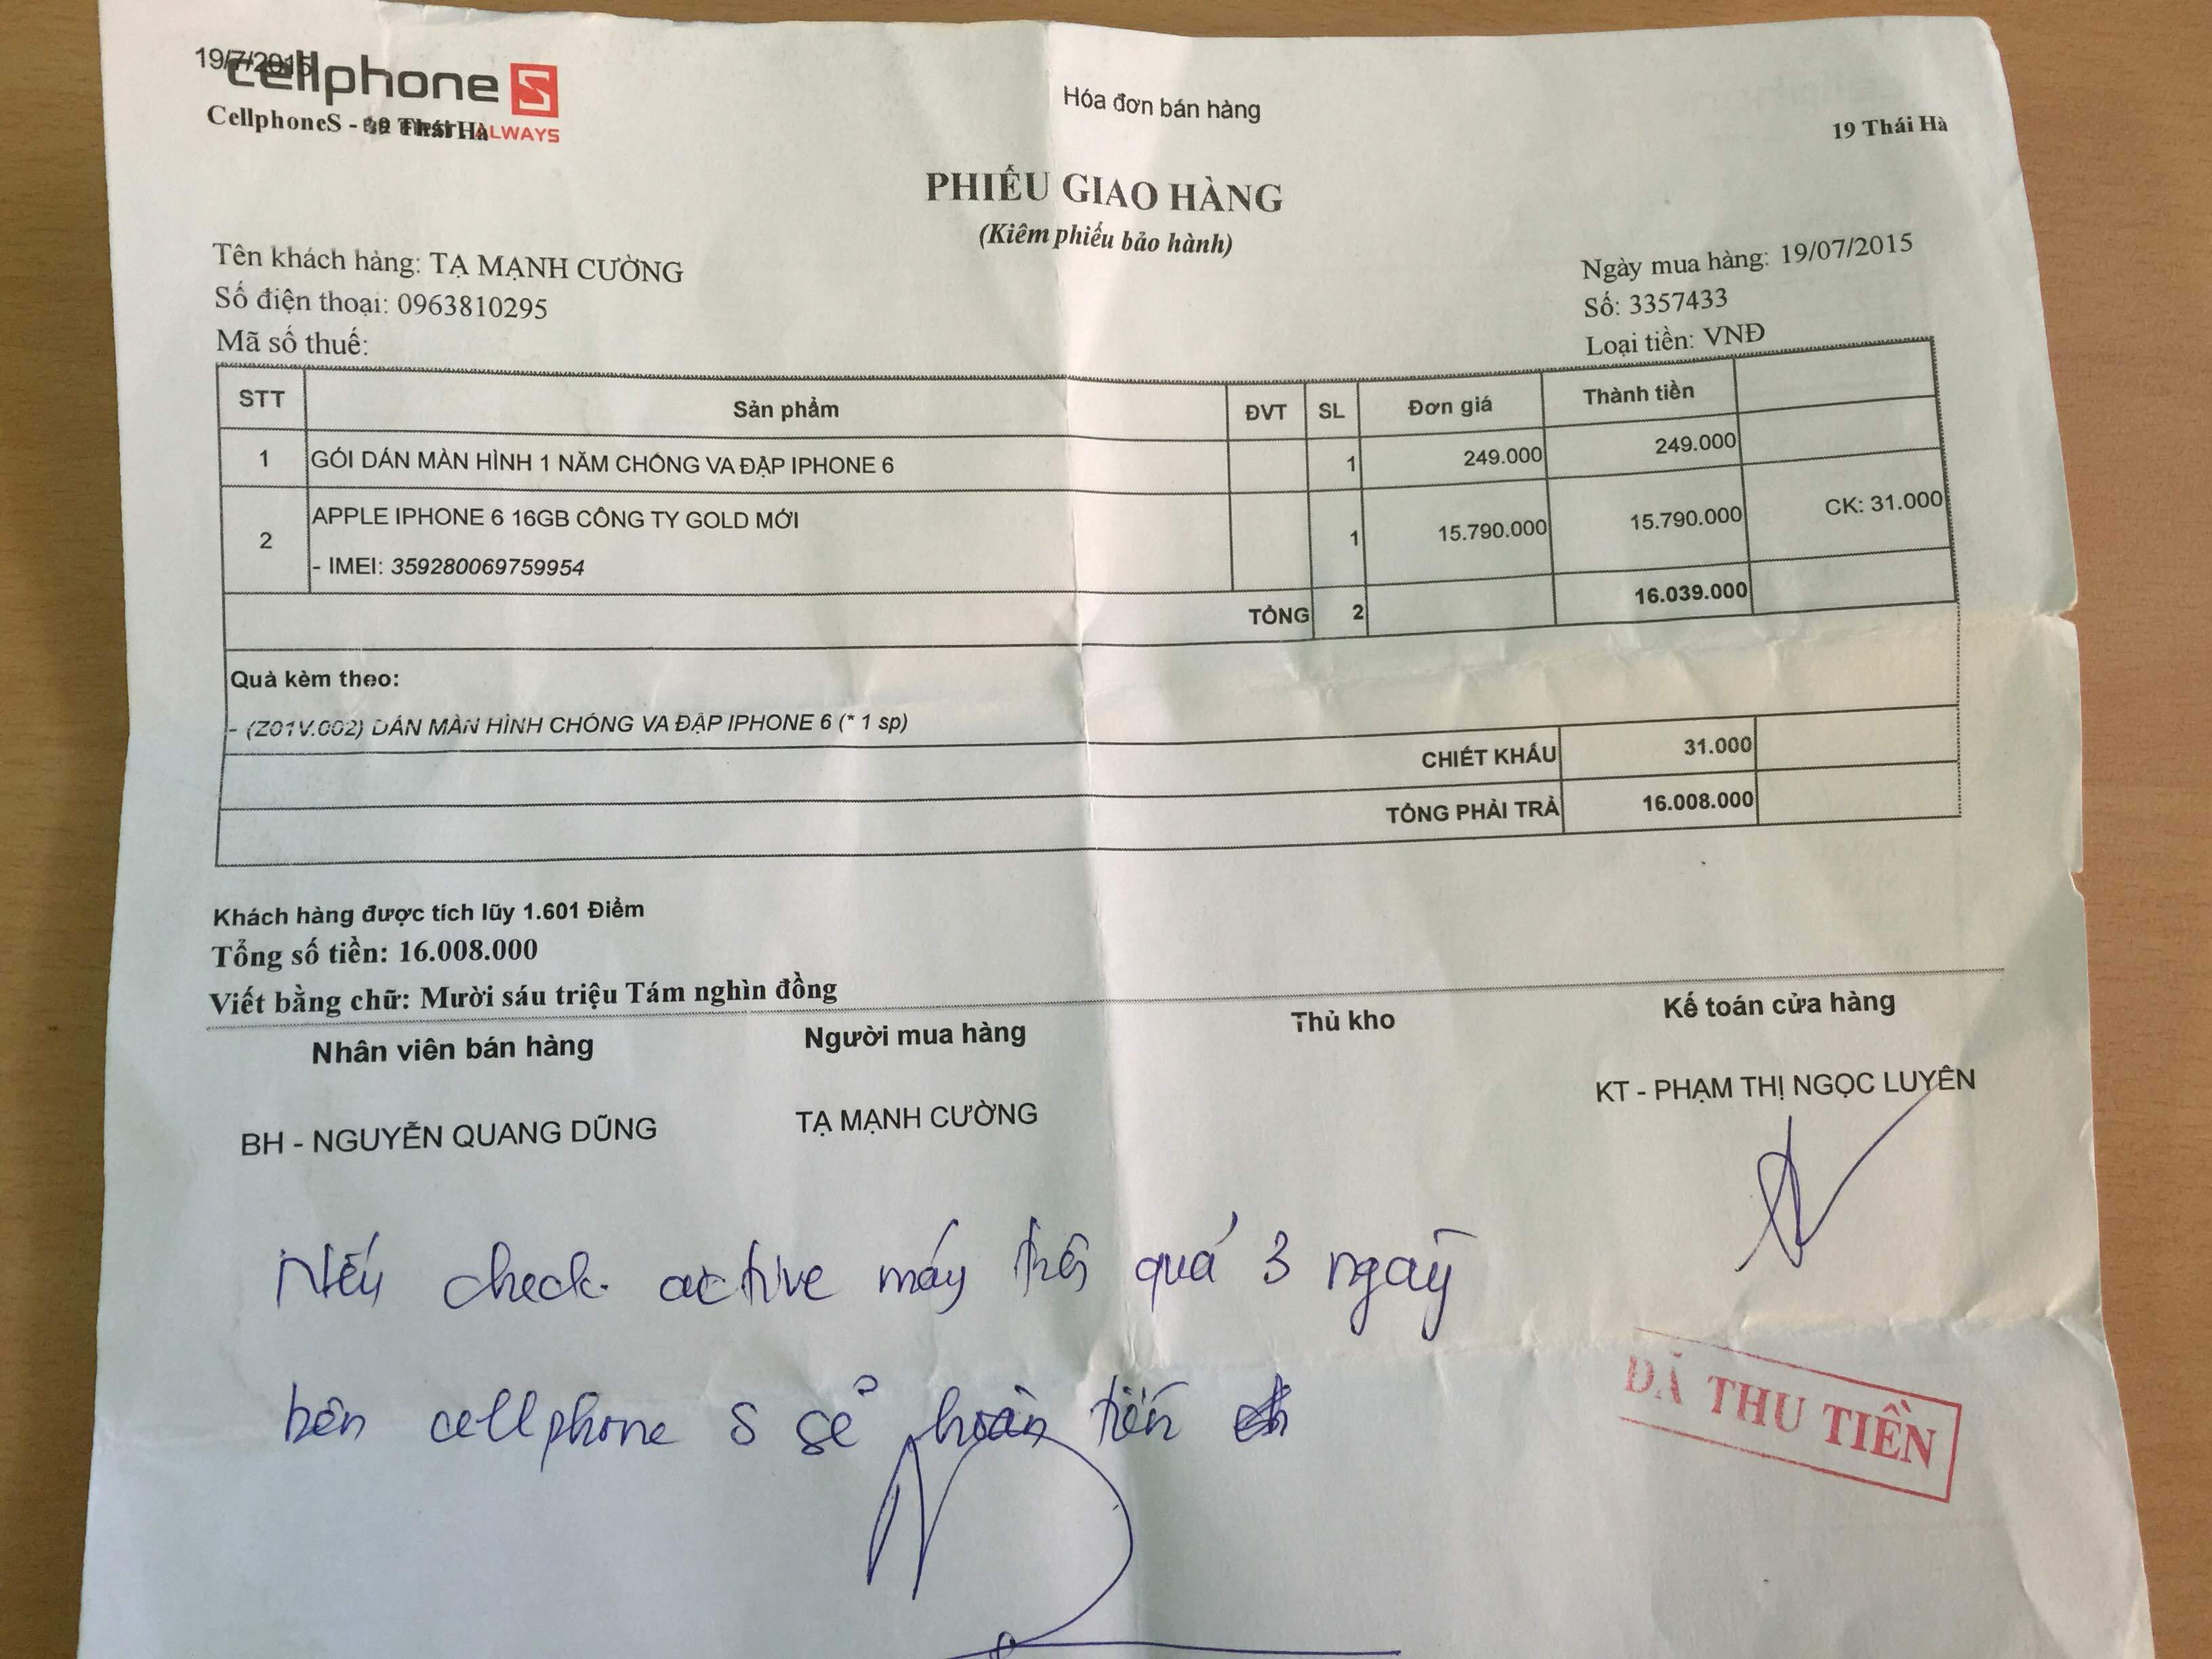 19/7/2015
cellphone S
Hóa đơn bán hàng
CellphoneS - 19 Thái Hà ALWAYS
19 Thái Hà
PHIẾU GIAO HÀNG
(Kiêm phiếu bảo hành)
Tên khách hàng: TẠ MẠNH CƯỜNG
Ngày mua hàng: 19/07/2015
Số điện thoại: 0963810295
Số: 3357433
Mã số thuế:
Loại tiền: VNĐ
STT Sản phẩm ĐVT SL Đơn giá Thành tiền
1 GÓI DÁN MÀN HÌNH 1 NĂM CHỐNG VA ĐẬP IPHONE 6 1 249.000 249.000
2 APPLE IPHONE 6 16GB CÔNG TY GOLD MỚI 1 15.790.000 15.790.000 CK: 31.000
- IMEI: 359280069759954
TỔNG 2 16.039.000
Quà kèm theo:
- (Z01V.002) DÁN MÀN HÌNH CHỐNG VA ĐẬP IPHONE 6 (* 1 sp)
CHIẾT KHẤU 31.000
TỔNG PHẢI TRẢ 16.008.000
Khách hàng được tích lũy 1.601 Điểm
Tổng số tiền: 16.008.000
Viết bằng chữ: Mười sáu triệu Tám nghìn đồng
Nhân viên bán hàng Người mua hàng Thủ kho Kế toán cửa hàng
BH - NGUYỄN QUANG DŨNG TẠ MẠNH CƯỜNG KT - PHẠM THỊ NGỌC LUYÊN
Nếu check active máy quá 3 ngày
bên cellphone S sẽ hoàn tiền
ĐÃ THU TIỀN